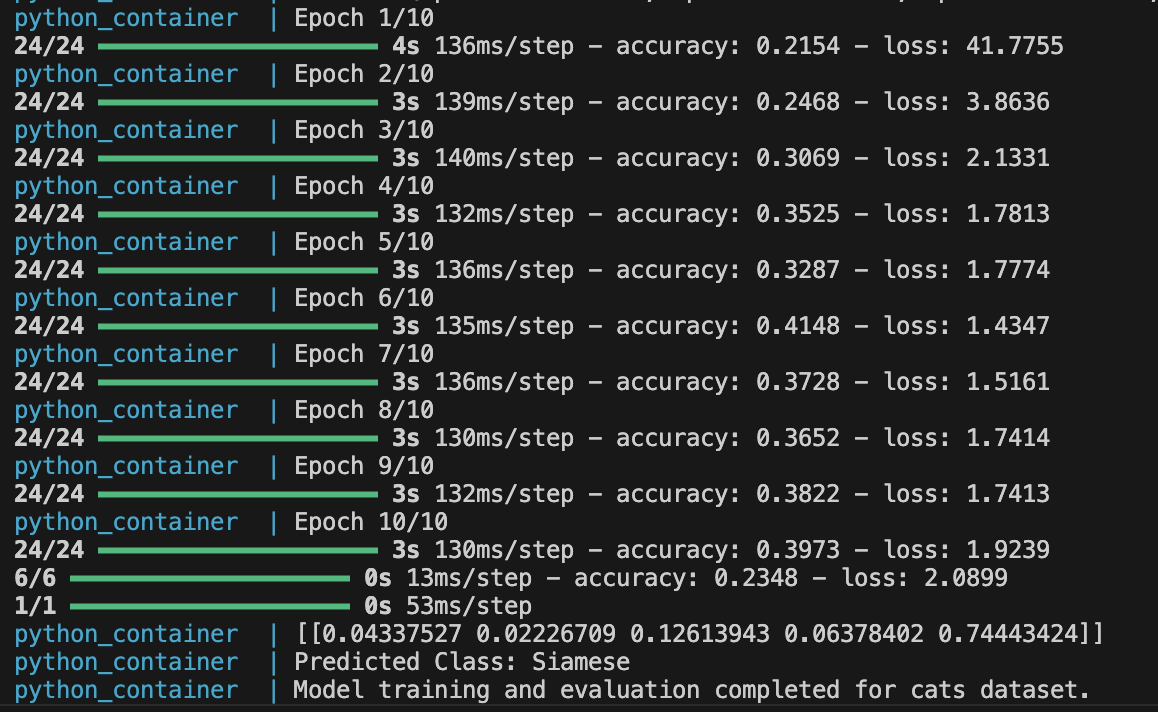 python_container | Epoch 1/10
24/24 ━━━━━━━━━━━━━━━━━━━━ 4s 136ms/step - accuracy: 0.2154 - loss: 41.7755
python_container | Epoch 2/10
24/24 ━━━━━━━━━━━━━━━━━━━━ 3s 139ms/step - accuracy: 0.2468 - loss: 3.8636
python_container | Epoch 3/10
24/24 ━━━━━━━━━━━━━━━━━━━━ 3s 140ms/step - accuracy: 0.3069 - loss: 2.1331
python_container | Epoch 4/10
24/24 ━━━━━━━━━━━━━━━━━━━━ 3s 132ms/step - accuracy: 0.3525 - loss: 1.7813
python_container | Epoch 5/10
24/24 ━━━━━━━━━━━━━━━━━━━━ 3s 136ms/step - accuracy: 0.3287 - loss: 1.7774
python_container | Epoch 6/10
24/24 ━━━━━━━━━━━━━━━━━━━━ 3s 135ms/step - accuracy: 0.4148 - loss: 1.4347
python_container | Epoch 7/10
24/24 ━━━━━━━━━━━━━━━━━━━━ 3s 136ms/step - accuracy: 0.3728 - loss: 1.5161
python_container | Epoch 8/10
24/24 ━━━━━━━━━━━━━━━━━━━━ 3s 130ms/step - accuracy: 0.3652 - loss: 1.7414
python_container | Epoch 9/10
24/24 ━━━━━━━━━━━━━━━━━━━━ 3s 132ms/step - accuracy: 0.3822 - loss: 1.7413
python_container | Epoch 10/10
24/24 ━━━━━━━━━━━━━━━━━━━━ 3s 130ms/step - accuracy: 0.3973 - loss: 1.9239
6/6 ━━━━━━━━━━━━━━━━━━━━ 0s 13ms/step - accuracy: 0.2348 - loss: 2.0899
1/1 ━━━━━━━━━━━━━━━━━━━━ 0s 53ms/step
python_container | [[0.04337527 0.02226709 0.12613943 0.06378402 0.74443424]]
python_container | Predicted Class: Siamese
python_container | Model training and evaluation completed for cats dataset.